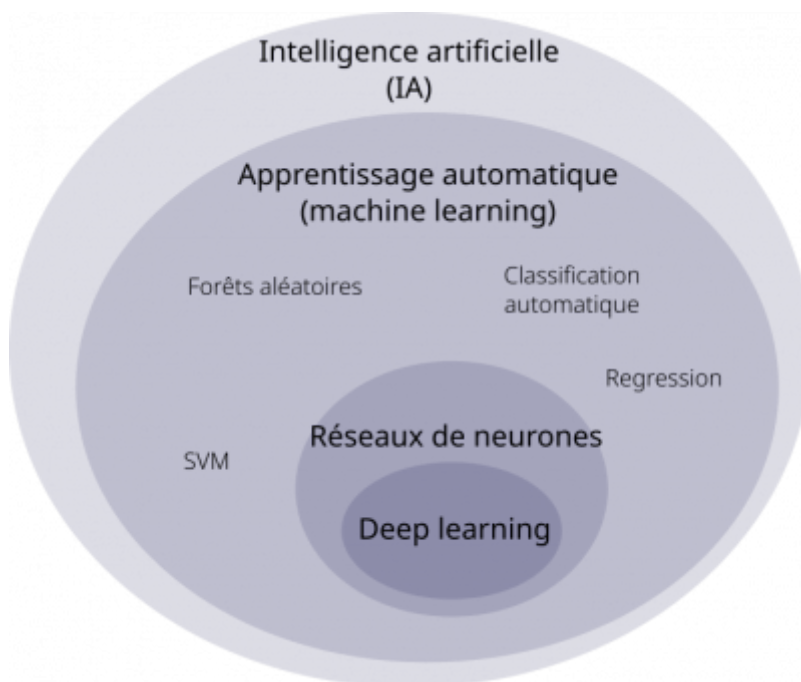 Intelligence artificielle
(IA)
Apprentissage automatique
(machine learning)
Forêts aléatoires
Classification
automatique
Regression
Réseaux de neurones
SVM
Deep learning